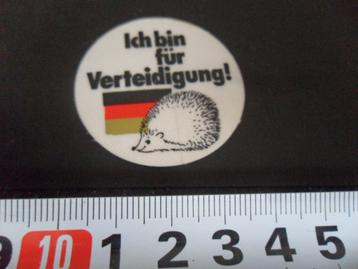 Ich bin
für
Verteidigung!
9 10 1 2 3 4 5